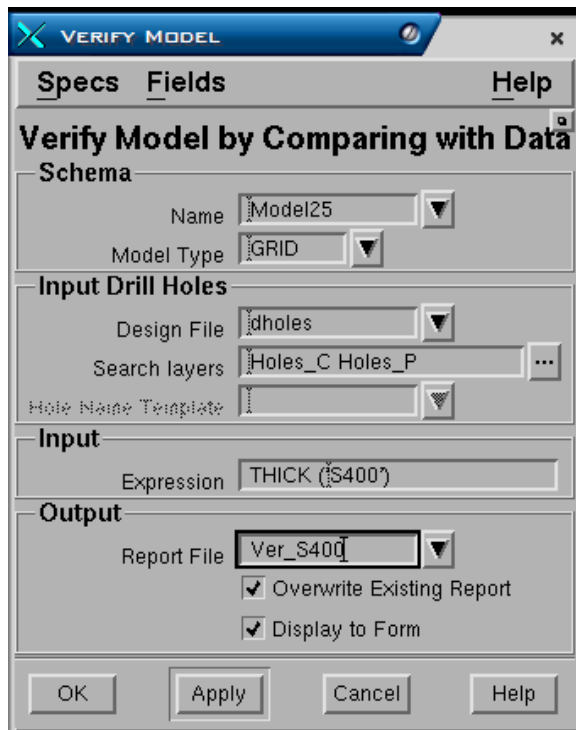 VERIFY MODEL
Specs Fields Help
Verify Model by Comparing with Data
Schema
Name Model25
Model Type GRID
Input Drill Holes
Design File dholes
Search layers Holes_C Holes_P ...
Hole Name Template
Input
Expression THICK ('S400')
Output
Report File Ver_S400
Overwrite Existing Report
Display to Form
OK Apply Cancel Help